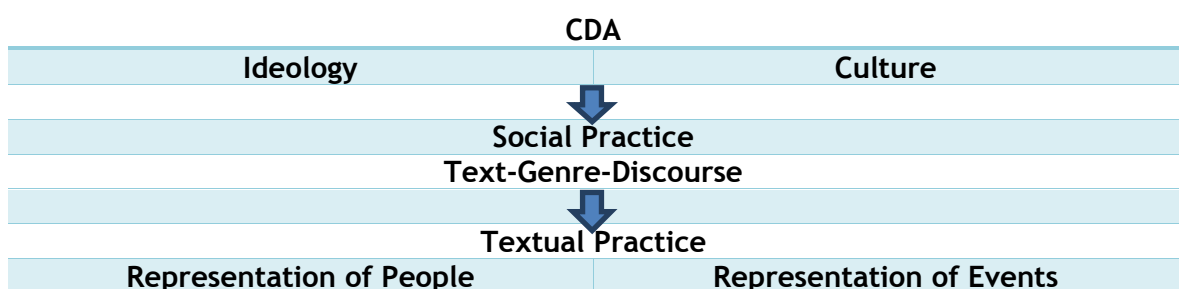 CDA
Ideology Culture
Social Practice
Text-Genre-Discourse
Textual Practice
Representation of People Representation of Events